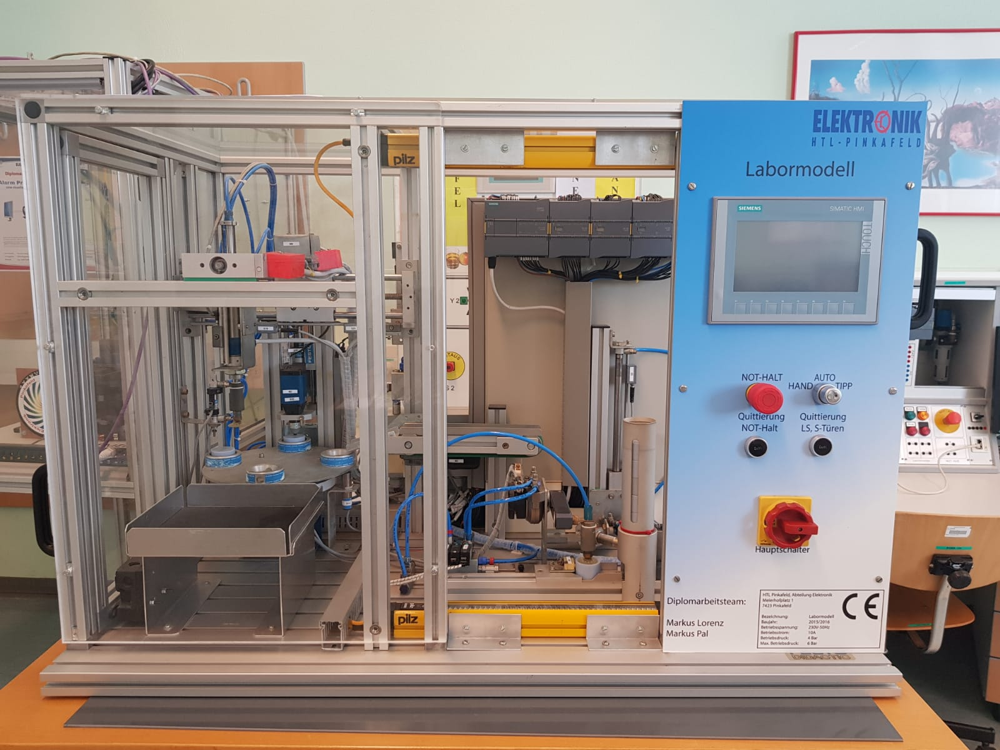 ELEKTRONIK
HTL-PINKAFELD
Labormodell
SIEMENS
SIMATIC HMI
TOUCH
NOT-HALT
AUTO
HAND
TIPP
Quittierung
NOT-Halt
Quittierung
LS, S-Türen
Hauptschalter
Diplomarbeitsteam:
Markus Lorenz
Markus Pal
HTL Pinkafeld, Abteilung Elektronik
Meierhofplatz 1
7423 Pinkafeld
Bezeichnung: Labormodell
Baujahr: 2015/2016
Betriebsspannung: 230V-50Hz
Betriebsstrom: 10A
Betriebsdruck: 4 Bar
Max. Betriebsdruck: 6 Bar
CE
pilz
pilz
FESTO